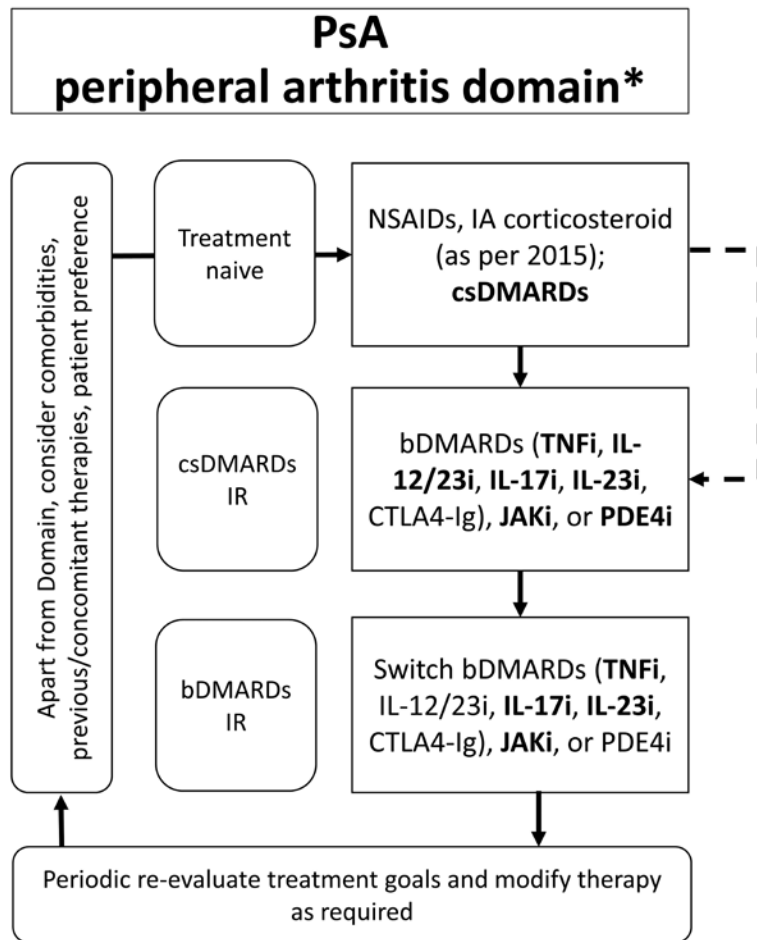 PsA
peripheral arthritis domain*
Apart from Domain, consider comorbidities,
previous/concomitant therapies, patient preference
Treatment
naive
NSAIDs, IA corticosteroid
(as per 2015);
csDMARDs
csDMARDs
IR
bDMARDs (TNFi, IL-
12/23i, IL-17i, IL-23i,
CTLA4-Ig), JAKi, or PDE4i
bDMARDs
IR
Switch bDMARDs (TNFi,
IL-12/23i, IL-17i, IL-23i,
CTLA4-Ig), JAKi, or PDE4i
Periodic re-evaluate treatment goals and modify therapy
as required